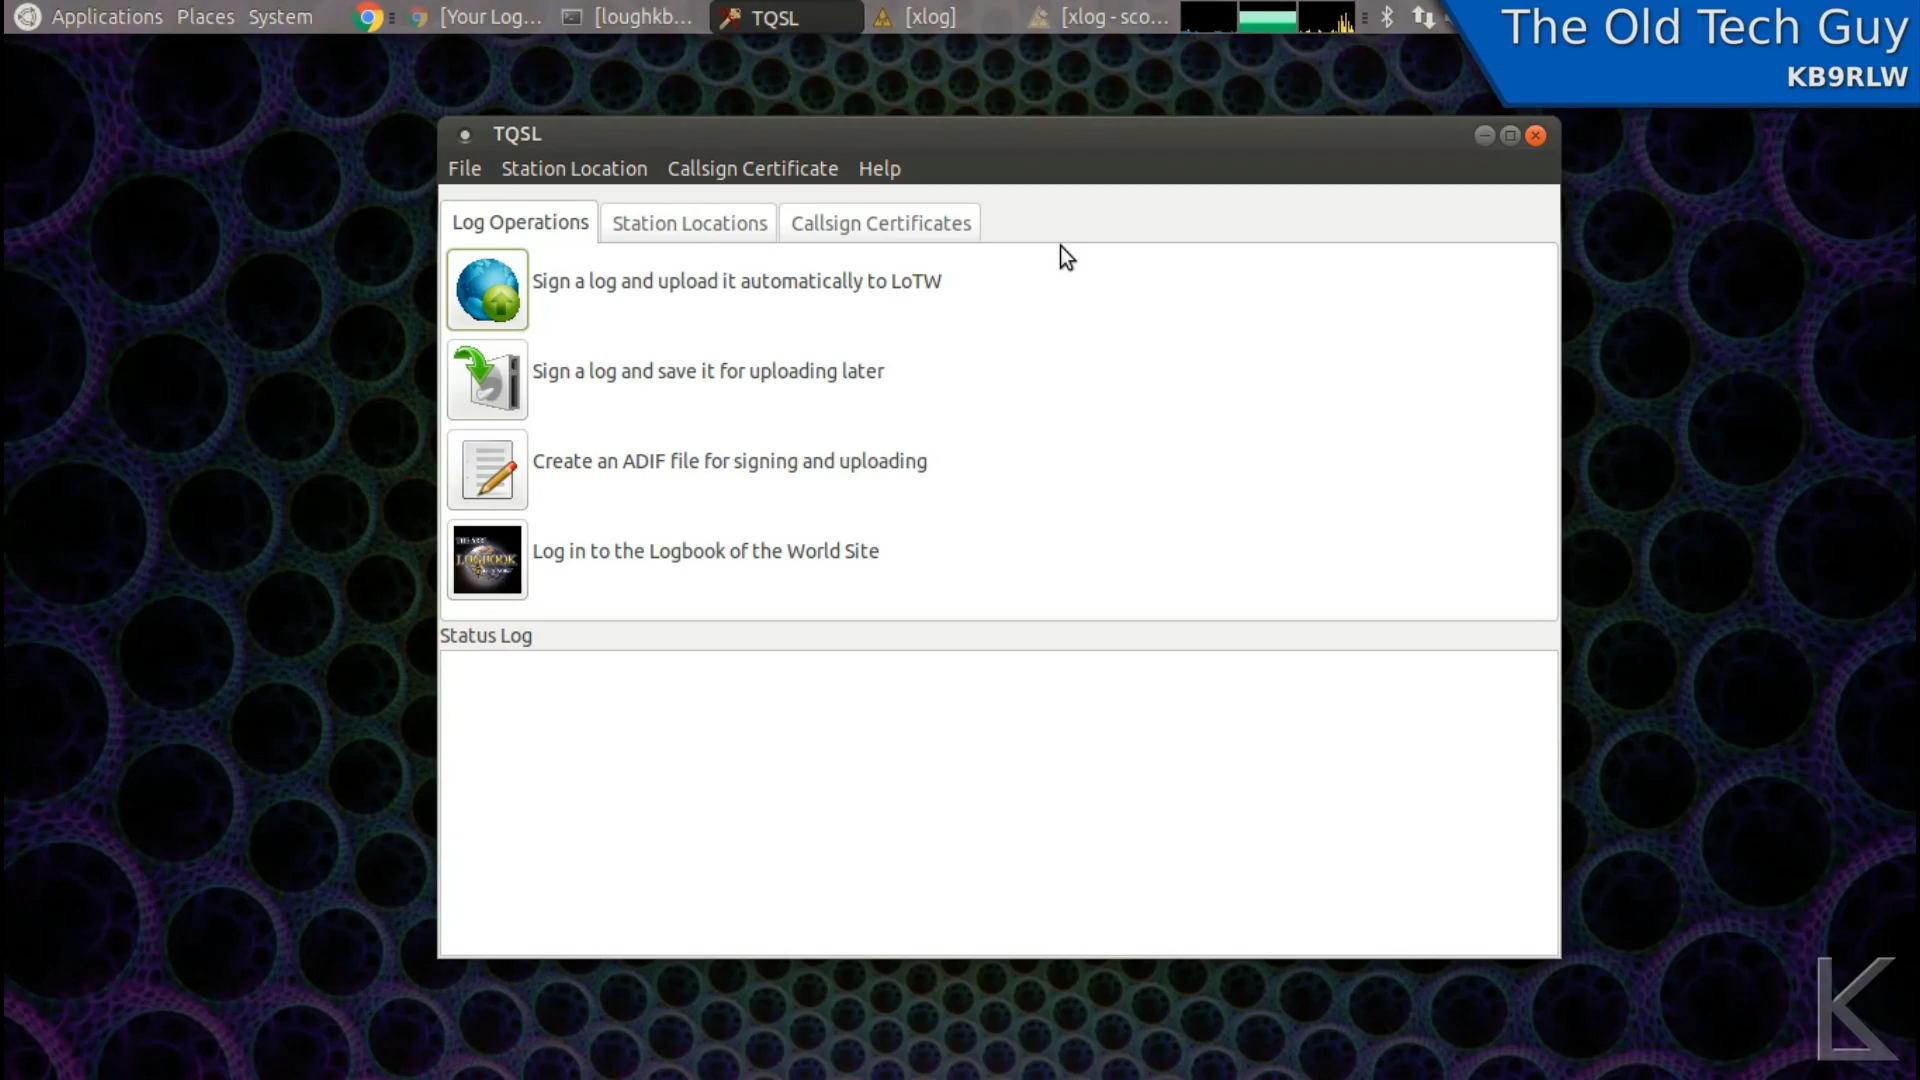 Applications Places System [Your Log... [loughkb... TQSL [xlog] [xlog - sco...
The Old Tech Guy
KB9RLW
TQSL
File Station Location Callsign Certificate Help
Log Operations Station Locations Callsign Certificates
Sign a log and upload it automatically to LoTW
Sign a log and save it for uploading later
Create an ADIF file for signing and uploading
LOGBOOK
Log in to the Logbook of the World Site
Status Log
K